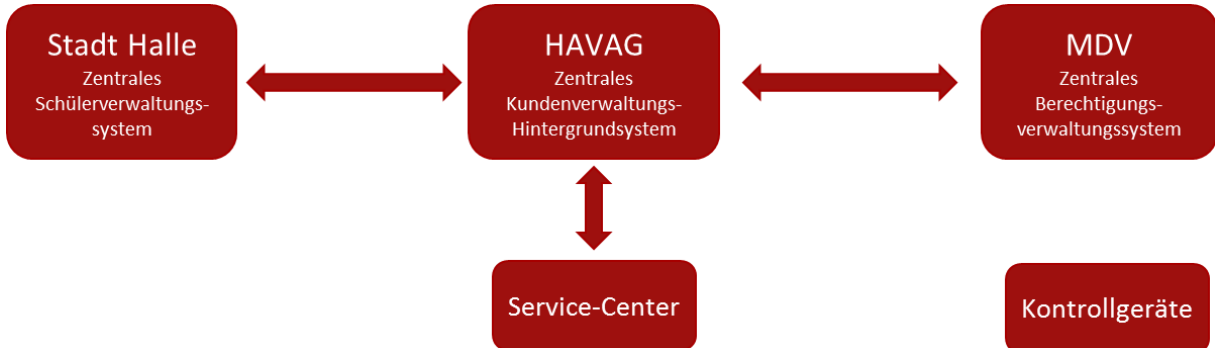 Stadt Halle
Zentrales
Schülerverwaltungs-
system
HAVAG
Zentrales
Kundenverwaltungs-
Hintergrundsystem
MDV
Zentrales
Berechtigungs-
verwaltungssystem
Service-Center
Kontrollgeräte